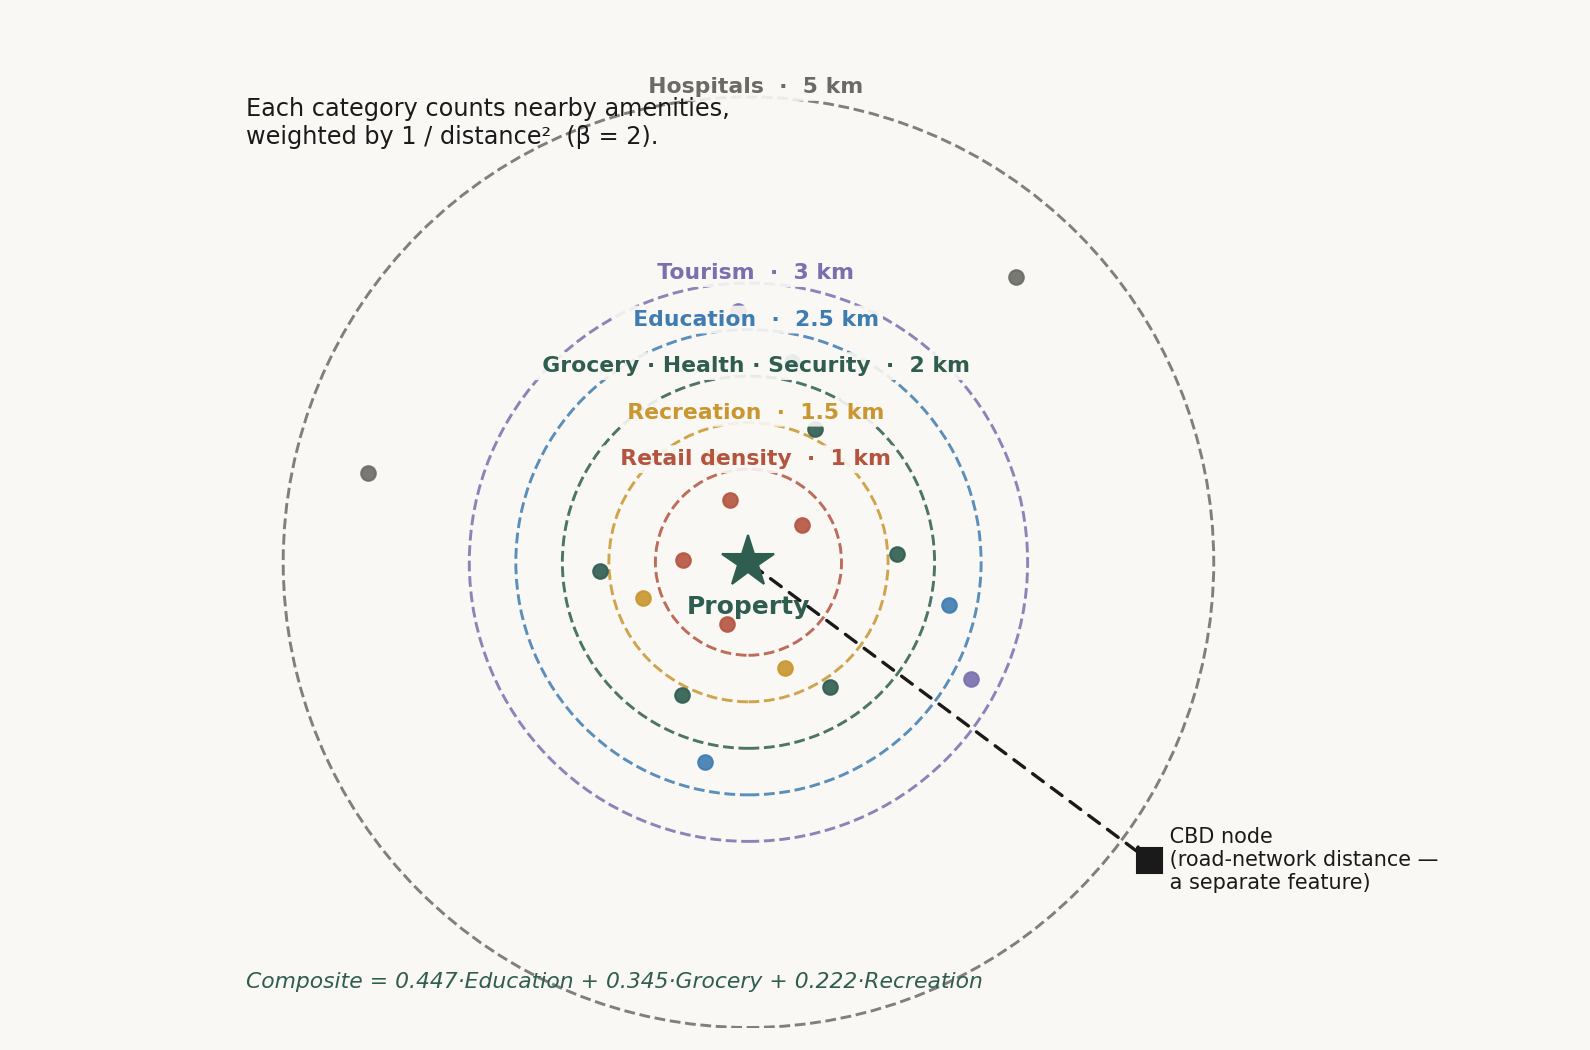 Hospitals · 5 km
Each category counts nearby amenities,
weighted by 1 / distance² (β = 2).
Tourism · 3 km
Education · 2.5 km
Grocery · Health · Security · 2 km
Recreation · 1.5 km
Retail density · 1 km
Property
CBD node
(road-network distance —
a separate feature)
Composite = 0.447·Education + 0.345·Grocery + 0.222·Recreation